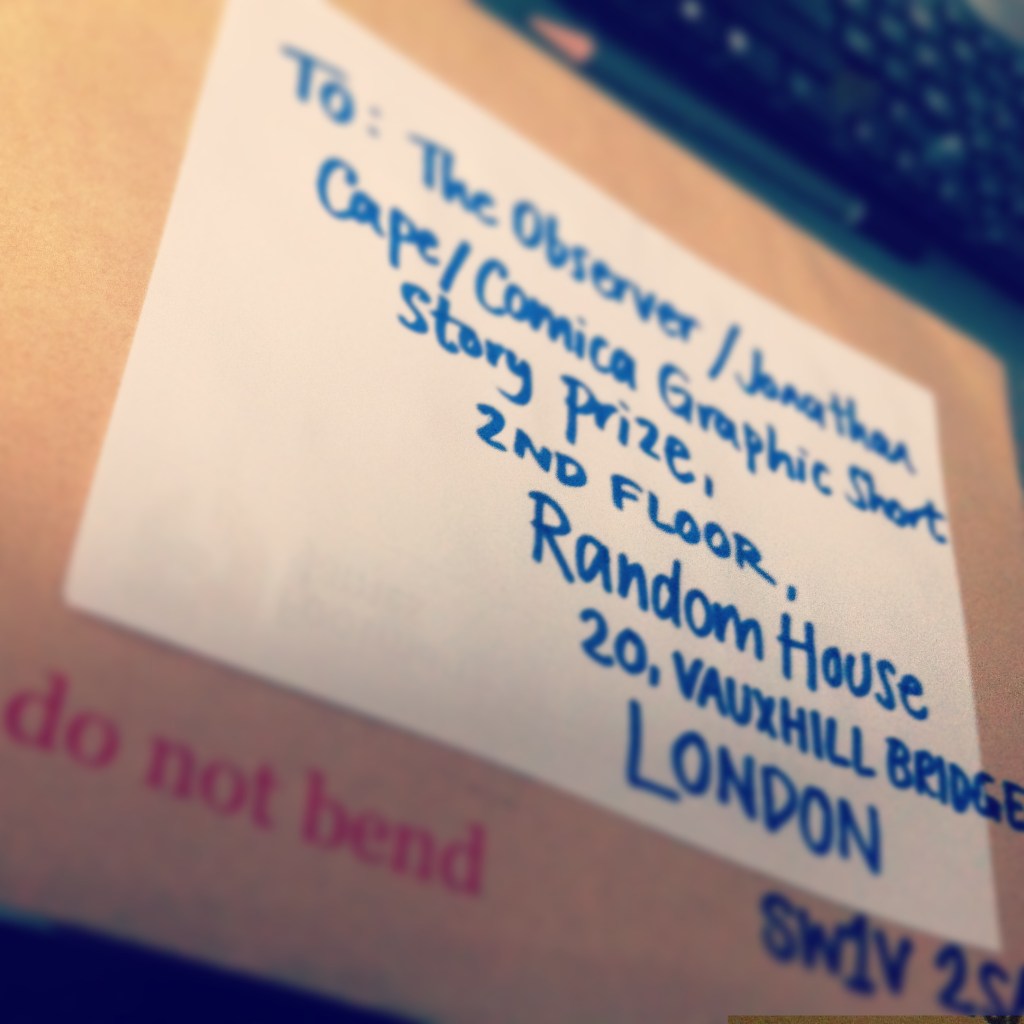 To: The Observer / Jonathan
Cape/Comica Graphic Short
Story Prize,
2ND FLOOR,
Random House
20, VAUXHILL BRIDGE
LONDON
SW1V 2SA
do not bend